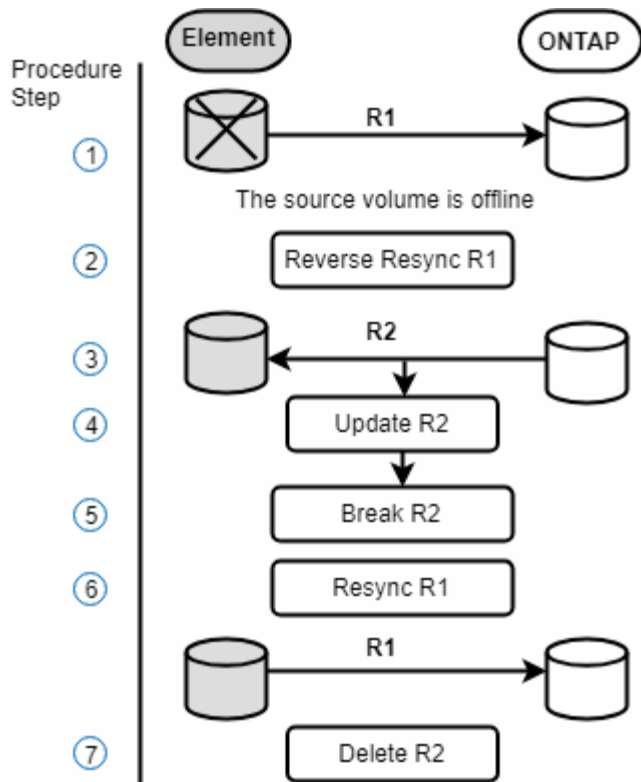 Element
ONTAP
Procedure
Step
R1
1
The source volume is offline
2
Reverse Resync R1
R2
3
4
Update R2
5
Break R2
6
Resync R1
R1
7
Delete R2